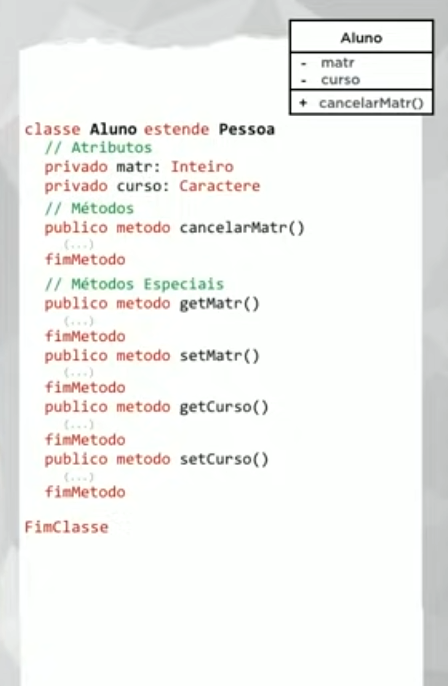 Aluno
- matr
- curso
+ cancelarMatr()
classe Aluno estende Pessoa
// Atributos
privado matr: Inteiro
privado curso: Caractere
// Métodos
publico metodo cancelarMatr()
(...)
fimMetodo
// Métodos Especiais
publico metodo getMatr()
(...)
fimMetodo
publico metodo setMatr()
(...)
fimMetodo
publico metodo getCurso()
(...)
fimMetodo
publico metodo setCurso()
(...)
fimMetodo
FimClasse